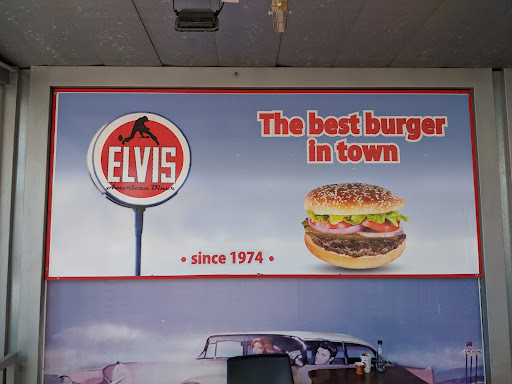 ELVIS
American Diner
The best burger
in town
• since 1974 •